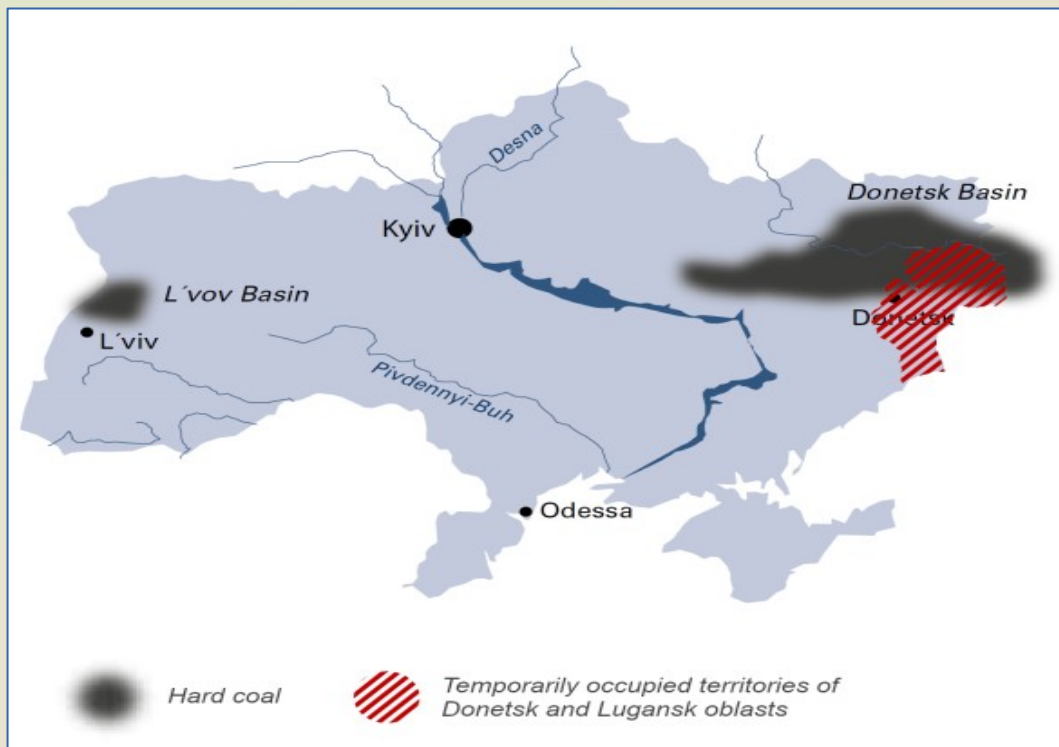 Desna
Donetsk Basin
Kyiv
L´vov Basin
Donetsk
L´viv
Pivdennyi-Buh
Odessa
Hard coal
Temporarily occupied territories of
Donetsk and Lugansk oblasts